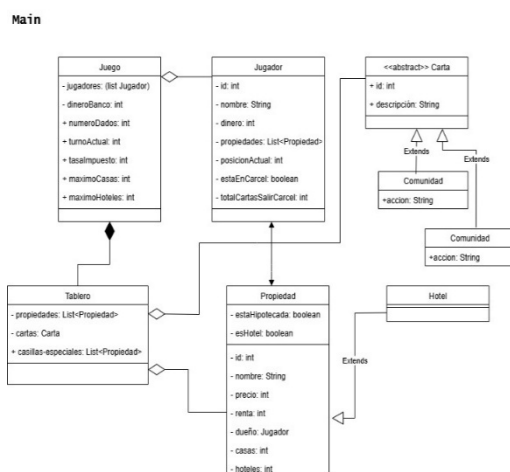 Main
Juego
- jugadores: (list Jugador)
- dineroBanco: int
+ numeroDados: int
+ turnoActual: int
+ tasaImpuesto: int
+ maximoCasas: int
+ maximoHoteles: int
Jugador
- id: int
- nombre: String
- dinero: int
- propiedades: List<Propiedad>
- posicionActual: int
- estaEnCarcel: boolean
- totalCartasSalirCarcel: int
<<abstract>> Carta
+ id: int
+ descripción: String
Extends
Extends
Comunidad
+accion: String
Comunidad
+accion: String
Tablero
- propiedades: List<Propiedad>
- cartas: Carta
+ casillas-especiales: List<Propiedad>
Propiedad
- estaHipotecada: boolean
- esHotel: boolean
- id: int
- nombre: String
- precio: int
- renta: int
- dueño: Jugador
- casas: int
- hoteles: int
Hotel
Extends